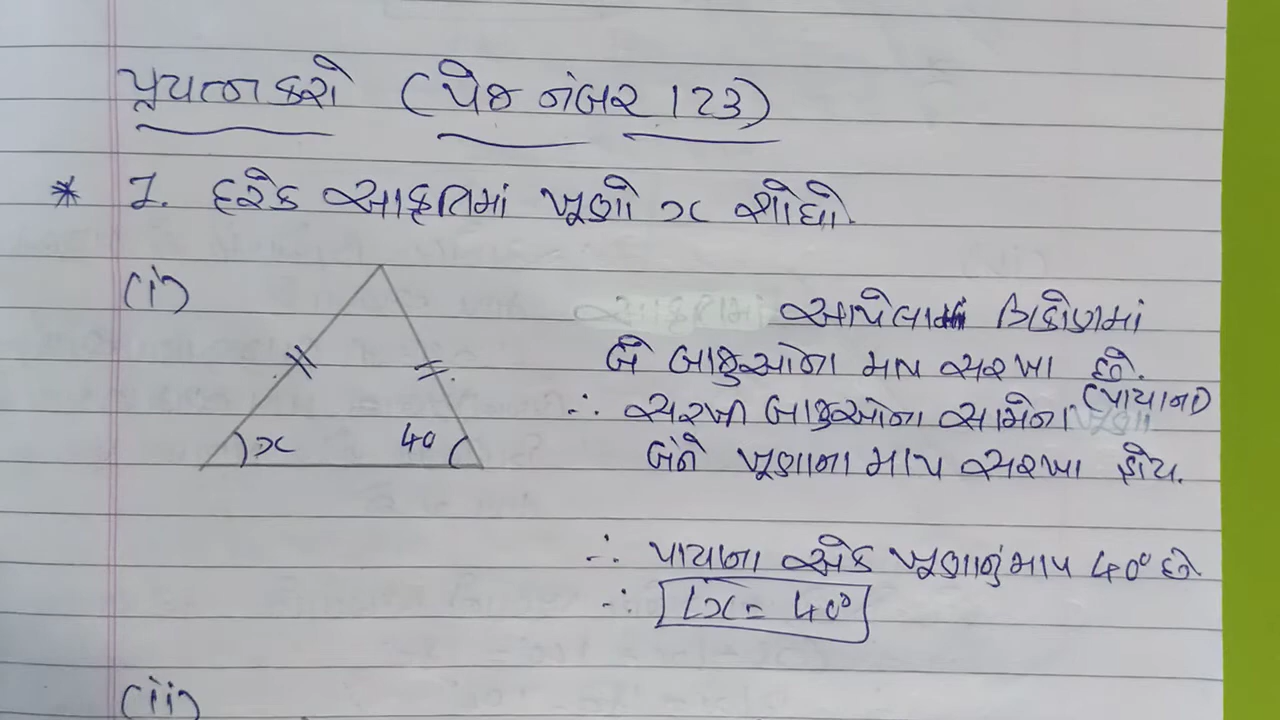 પ્રયત્ન કરો (પેજ નંબર 123)
* 1. દરેક આકૃતિમાં ખૂણો x શોધો.
(i)
x 40
આપેલા ત્રિકોણમાં
બે બાજુઓના માપ સરખા છે.
∴ સરખી બાજુઓના સામેના (પાયાના)
બંને ખૂણાના માપ સરખા હોય.
∴ પાયાના એક ખૂણાનું માપ 40° છે
∴ ∠x = 40°
(ii)